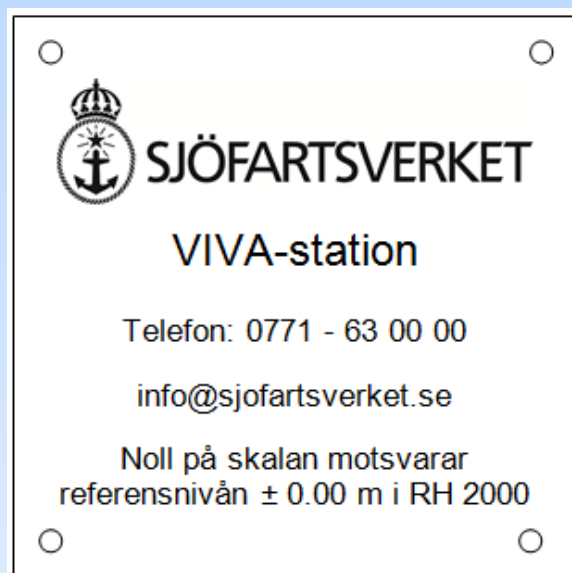 SJÖFARTSVERKET
VIVA-station
Telefon: 0771 - 63 00 00
info@sjofartsverket.se
Noll på skalan motsvarar
referensnivån ± 0.00 m i RH 2000